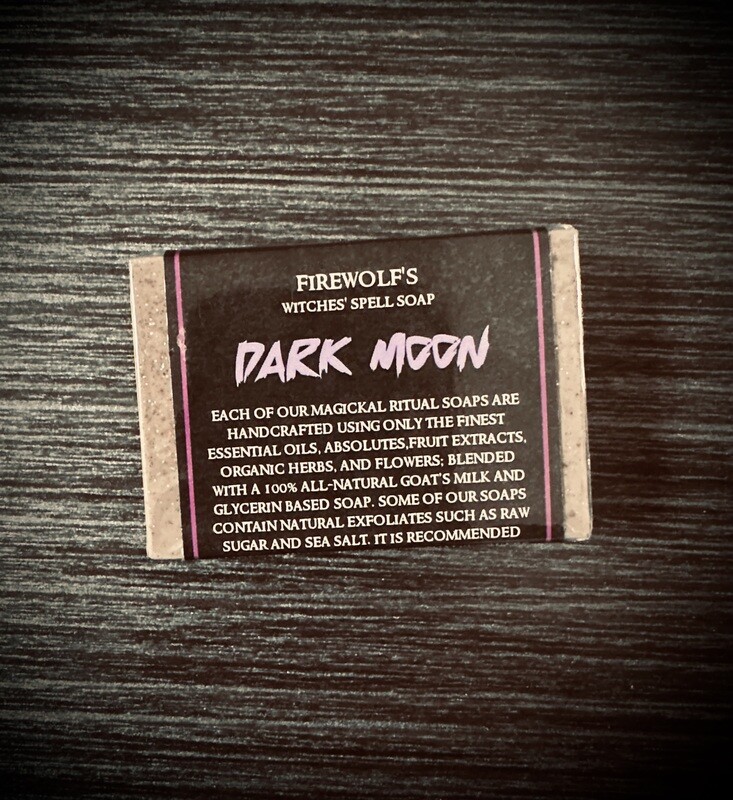 FIREWOLF'S
WITCHES' SPELL SOAP
DARK MOON
EACH OF OUR MAGICKAL RITUAL SOAPS ARE
HANDCRAFTED USING ONLY THE FINEST
ESSENTIAL OILS, ABSOLUTES,FRUIT EXTRACTS,
ORGANIC HERBS, AND FLOWERS; BLENDED
WITH A 100% ALL-NATURAL GOAT'S MILK AND
GLYCERIN BASED SOAP. SOME OF OUR SOAPS
CONTAIN NATURAL EXFOLIATES SUCH AS RAW
SUGAR AND SEA SALT. IT IS RECOMMENDED